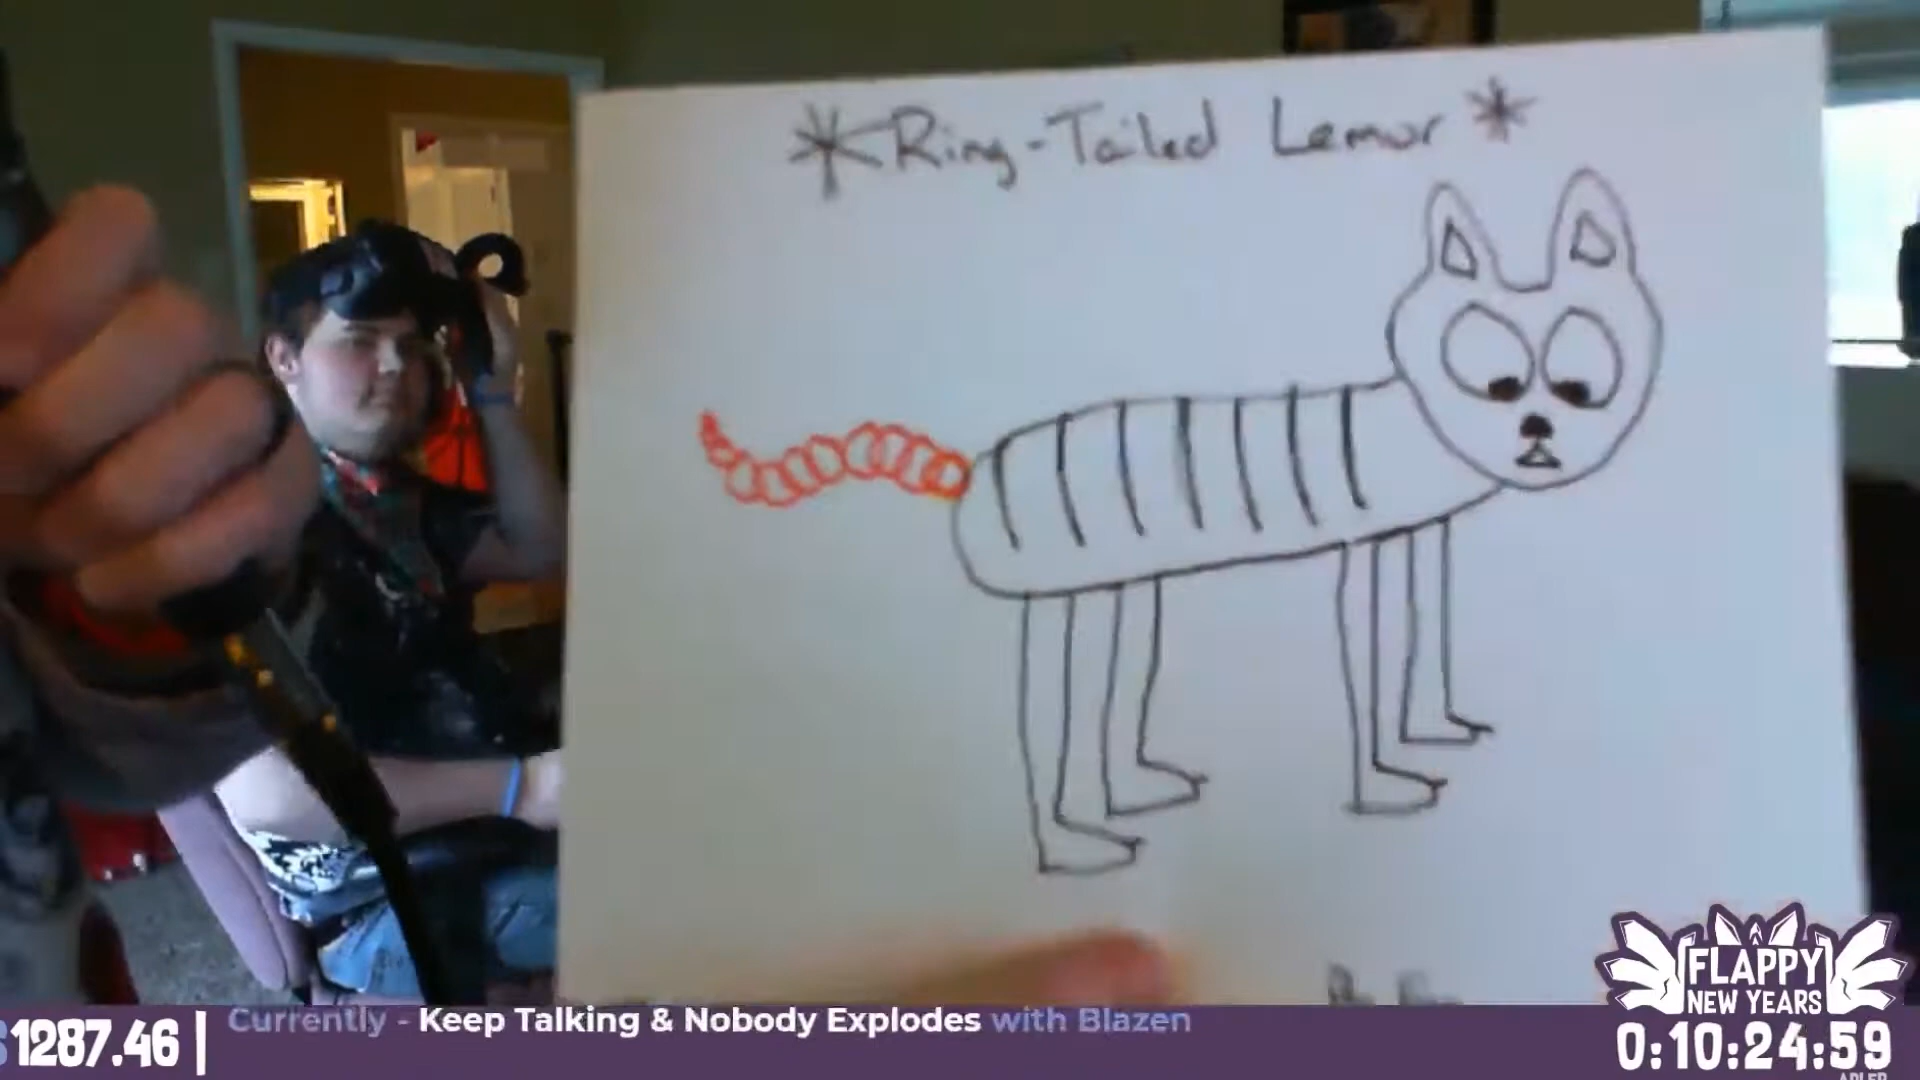 *Ring-Tailed Lemur*
FLAPPY
NEW YEARS
$1287.46 | Currently - Keep Talking & Nobody Explodes with Blazen
0:10:24:59